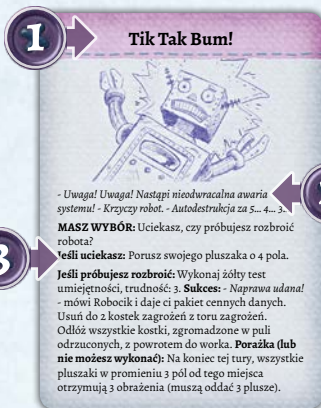 1
Tik Tak Bum!
- Uwaga! Uwaga! Nastąpi nieodwracalna awaria
systemu! - Krzyczy robot. - Autodestrukcja za 5... 4... 3.
MASZ WYBÓR: Uciekasz, czy próbujesz rozbroić
robota?
3
Jeśli uciekasz: Porusz swojego pluszaka o 4 pola.
Jeśli próbujesz rozbroić: Wykonaj żółty test
umiejętności, trudność: 3. Sukces: - Naprawa udana!
- mówi Robocik i daje ci pakiet cennych danych.
Usuń do 2 kostek zagrożeń z toru zagrożeń.
Odłóż wszystkie kostki, zgromadzone w puli
odrzuconych, z powrotem do worka. Porażka (lub
nie możesz wykonać): Na koniec tej tury, wszystkie
pluszaki w promieniu 3 pól od tego miejsca
otrzymują 3 obrażenia (muszą oddać 3 plusze).